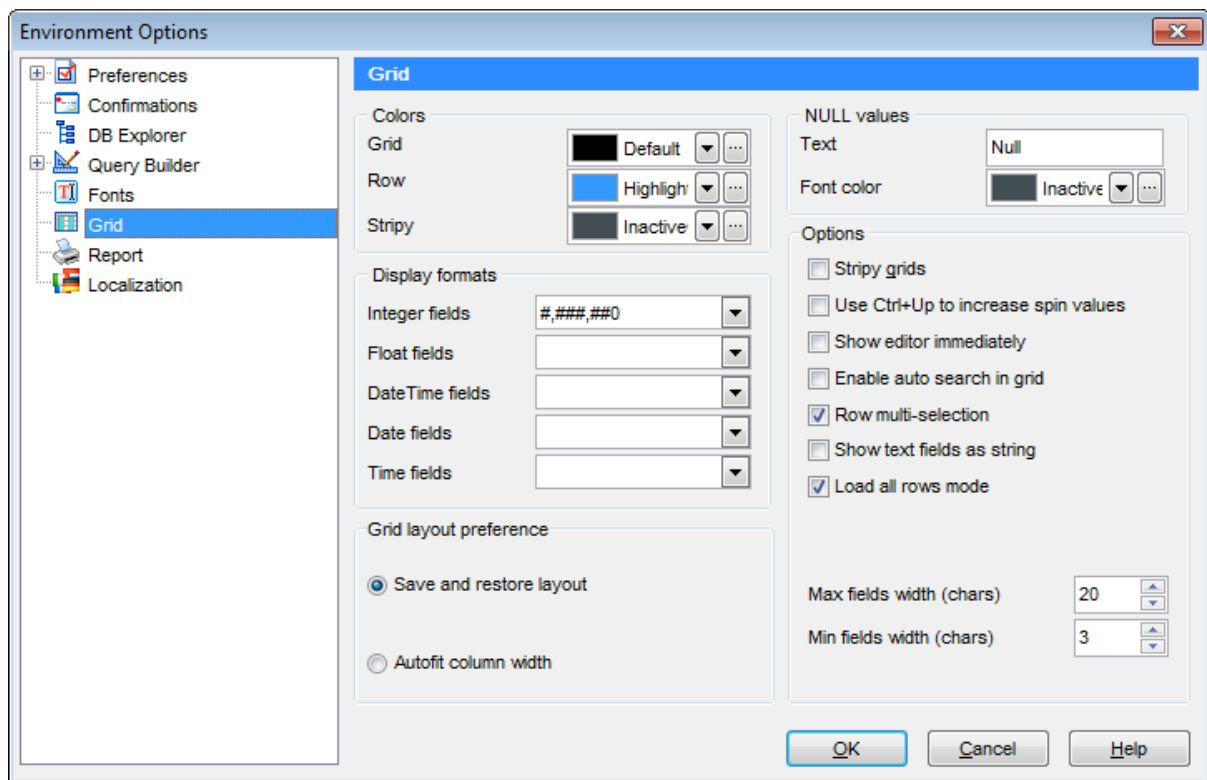 Environment Options
Preferences
Confirmations
DB Explorer
Query Builder
Fonts
Grid
Report
Localization
Grid
Colors
Grid Default
Row Highligh
Stripy Inactive
Display formats
Integer fields #,###,##0
Float fields
DateTime fields
Date fields
Time fields
Grid layout preference
Save and restore layout
Autofit column width
NULL values
Text Null
Font color Inactive
Options
Stripy grids
Use Ctrl+Up to increase spin values
Show editor immediately
Enable auto search in grid
Row multi-selection
Show text fields as string
Load all rows mode
Max fields width (chars) 20
Min fields width (chars) 3
OK Cancel Help